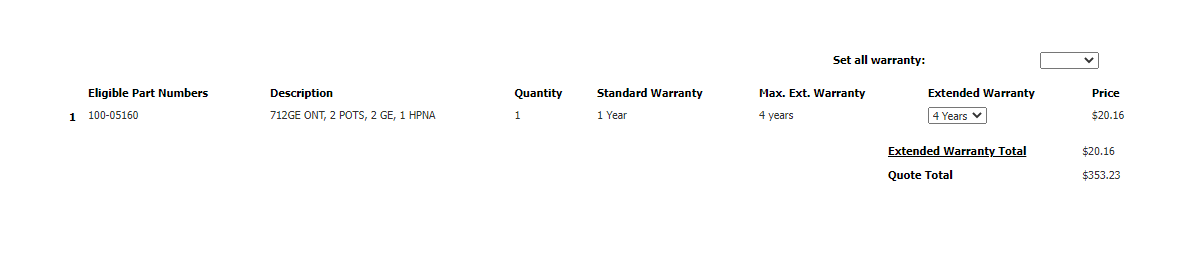 Set all warranty:
Eligible Part Numbers Description Quantity Standard Warranty Max. Ext. Warranty Extended Warranty Price
1 100-05160 712GE ONT, 2 POTS, 2 GE, 1 HPNA 1 1 Year 4 years 4 Years $20.16
Extended Warranty Total $20.16
Quote Total $353.23